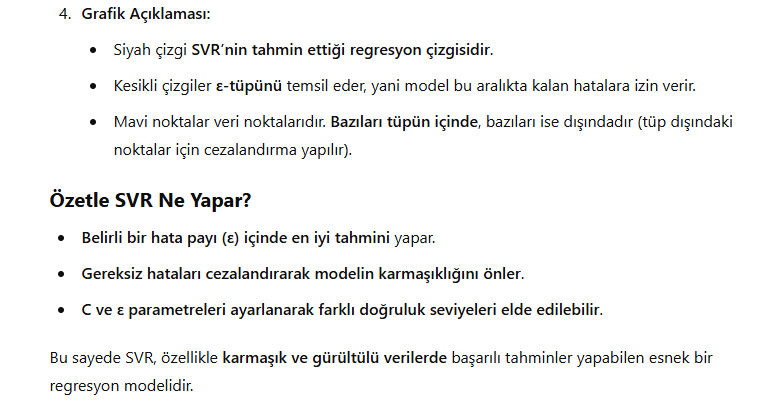 4. Grafik Açıklaması:
• Siyah çizgi SVR'nin tahmin ettiği regresyon çizgisidir.
• Kesikli çizgiler ε-tüpünü temsil eder, yani model bu aralıkta kalan hatalara izin verir.
• Mavi noktalar veri noktalarıdır. Bazıları tüpün içinde, bazıları ise dışındadır (tüp dışındaki
noktalar için cezalandırma yapılır).
Özetle SVR Ne Yapar?
• Belirli bir hata payı (ε) içinde en iyi tahmini yapar.
• Gereksiz hataları cezalandırarak modelin karmaşıklığını önler.
• C ve ε parametreleri ayarlanarak farklı doğruluk seviyeleri elde edilebilir.
Bu sayede SVR, özellikle karmaşık ve gürültülü verilerde başarılı tahminler yapabilen esnek bir
regresyon modelidir.